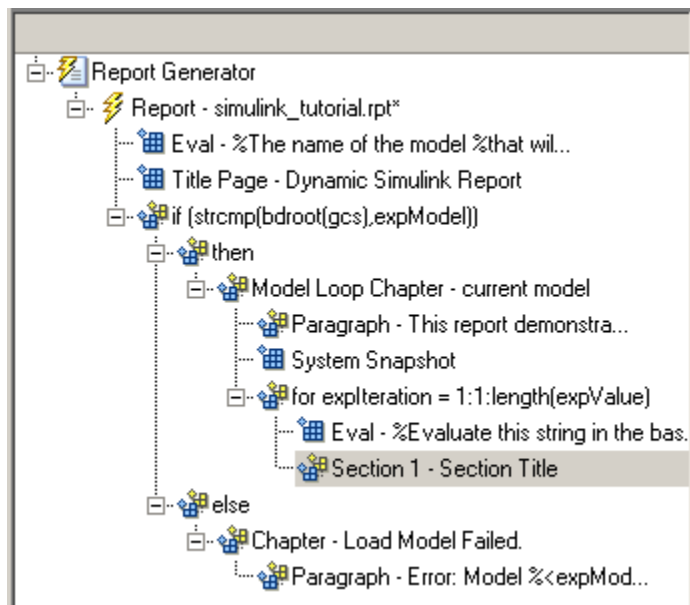 Report Generator
Report - simulink_tutorial.rpt*
Eval - %The name of the model %that wil...
Title Page - Dynamic Simulink Report
if (strcmp(bdroot(gcs),expModel))
then
Model Loop Chapter - current model
Paragraph - This report demonstra...
System Snapshot
for expIteration = 1:1:length(expValue)
Eval - %Evaluate this string in the bas.
Section 1 - Section Title
else
Chapter - Load Model Failed.
Paragraph - Error: Model %<expMod...